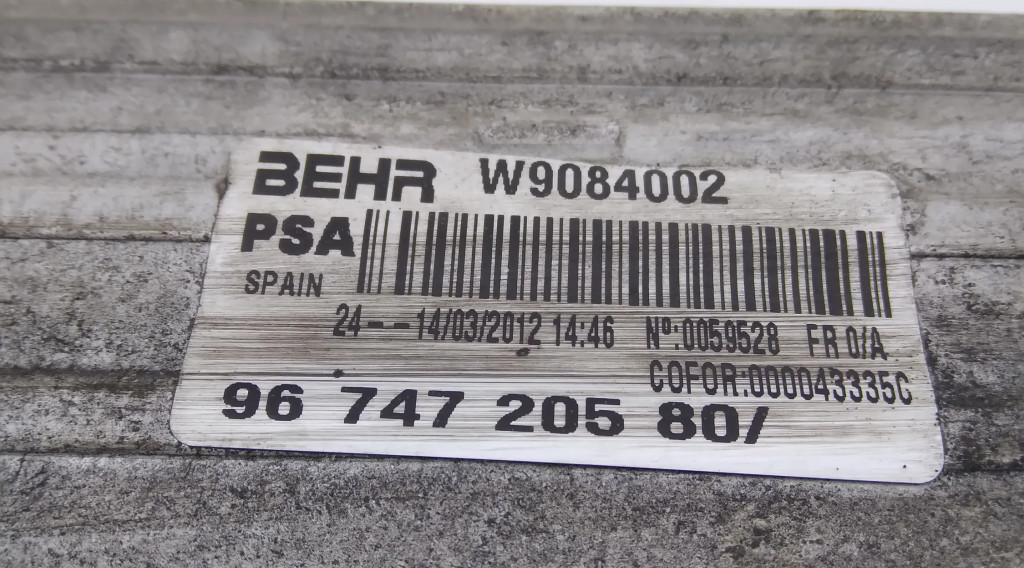 BEHR W9084002
PSA
SPAIN
24-- -14/03/2012 14:46 Nº:0059528 FR 0/A
COFOR:000043335C
96 747 205 80/